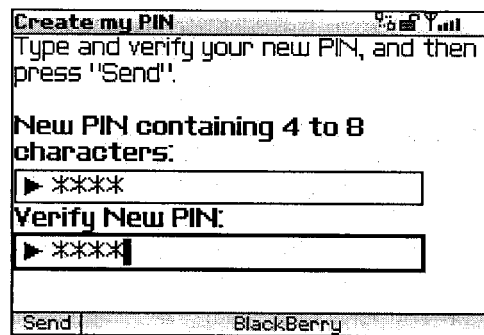 Create my PIN
Type and verify your new PIN, and then
press "Send".
New PIN containing 4 to 8
characters:
****
Verify New PIN:
****
Send BlackBerry